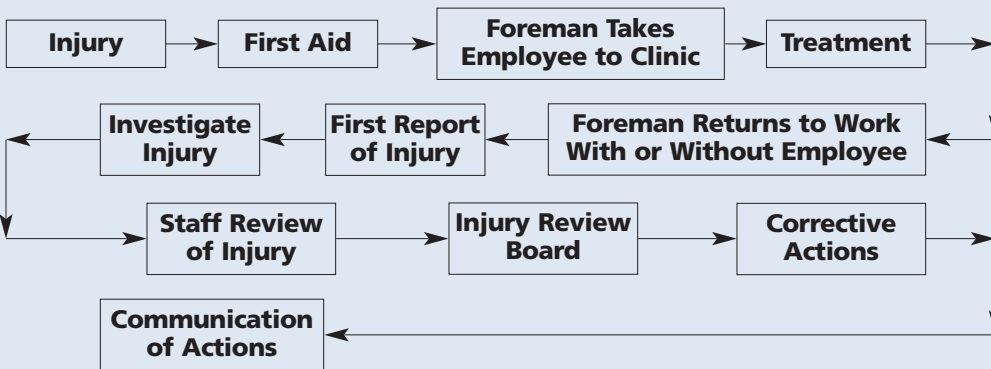 Injury
First Aid
Foreman Takes
Employee to Clinic
Treatment
Foreman Returns to Work
With or Without Employee
First Report
of Injury
Investigate
Injury
Staff Review
of Injury
Injury Review
Board
Corrective
Actions
Communication
of Actions